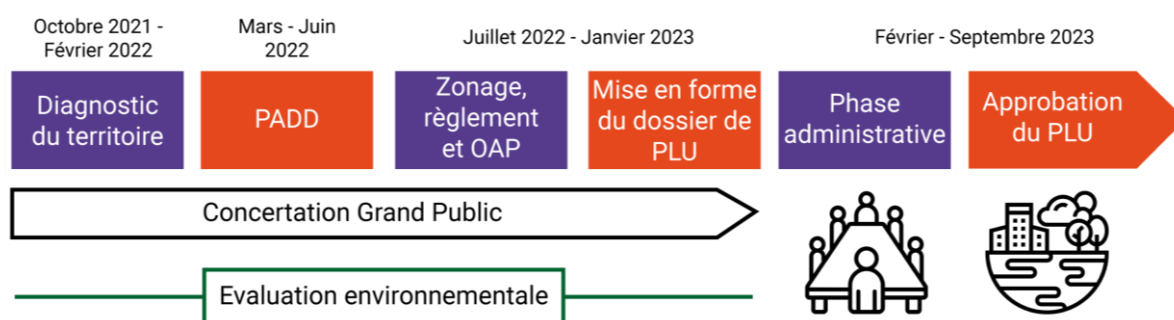 Octobre 2021 -
Février 2022
Mars - Juin
2022
Juillet 2022 - Janvier 2023
Février - Septembre 2023
Diagnostic
du territoire
PADD
Zonage,
règlement
et OAP
Mise en forme
du dossier de
PLU
Phase
administrative
Approbation
du PLU
Concertation Grand Public
Evaluation environnementale